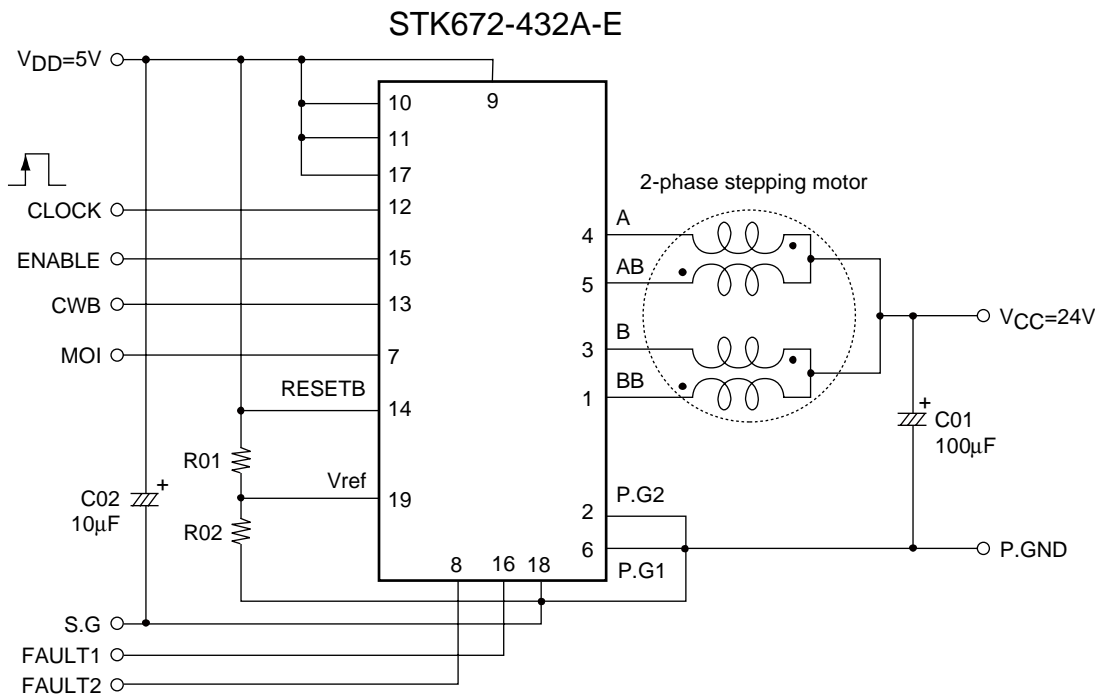 STK672-432A-E
VDD=5V
9
10
11
17
CLOCK
12
ENABLE
15
CWB
13
MOI
7
RESETB
14
R01
Vref
19
R02
C02
+
10μF
2-phase stepping motor
A
4
AB
5
B
3
BB
1
VCC=24V
+
C01
100μF
P.G2
2
6
P.G1
P.GND
8
16
18
S.G
FAULT1
FAULT2